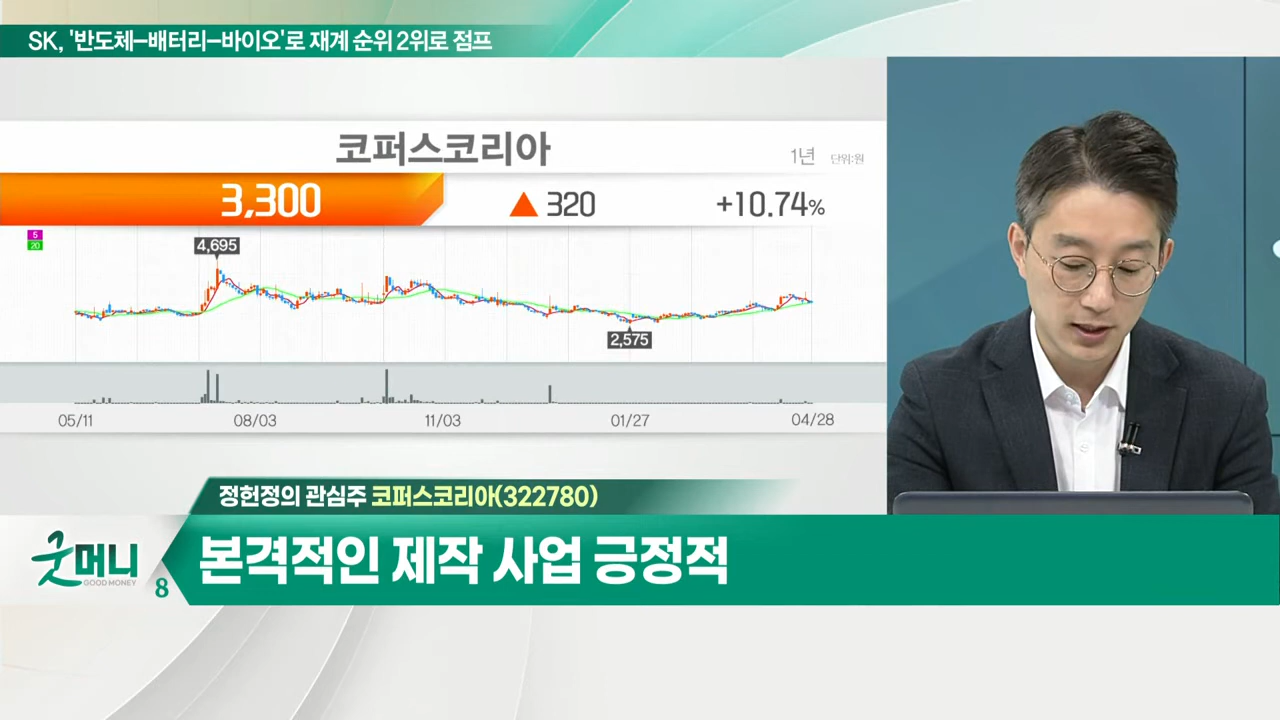 SK, '반도체-배터리-바이오'로 재계 순위 2위로 점프
코퍼스코리아
1년 단위:원
3,300 ▲ 320 +10.74%
5
20
4,695
2,575
05/11 08/03 11/03 01/27 04/28
정헌정의 관심주 코퍼스코리아(322780)
굿머니
GOOD MONEY
8
본격적인 제작 사업 긍정적